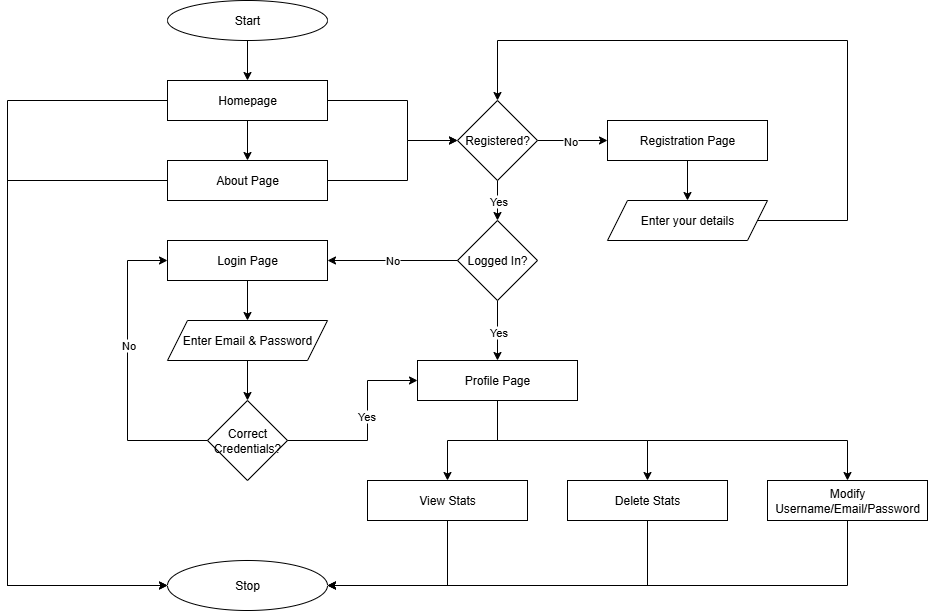 Start
Homepage
Registered?
No
Registration Page
About Page
Yes
Enter your details
Login Page
No
Logged In?
Enter Email & Password
No
Yes
Profile Page
Yes
Correct
Credentials?
View Stats
Delete Stats
Modify
Username/Email/Password
Stop